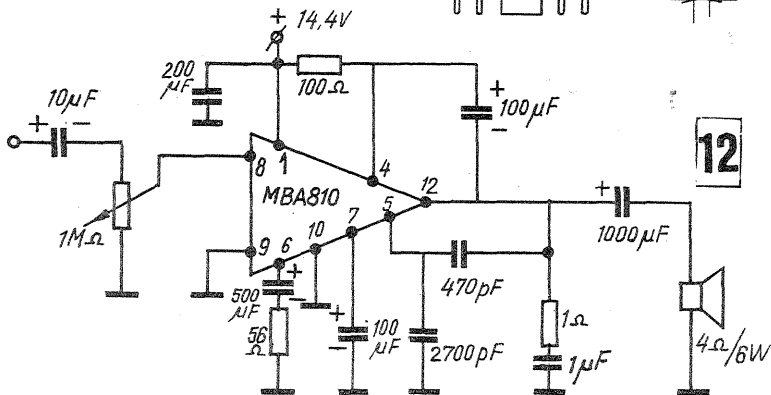 + 14,4V
200 µF
100Ω
+ 100µF −
10µF
+ −
1MΩ
8
1
4
12
MBA810
9
6
10
7
5
+
1000µF
470pF
500 µF
+ −
56 Ω
+ 100 µF −
2700pF
1Ω
1µF
4Ω/6W
12